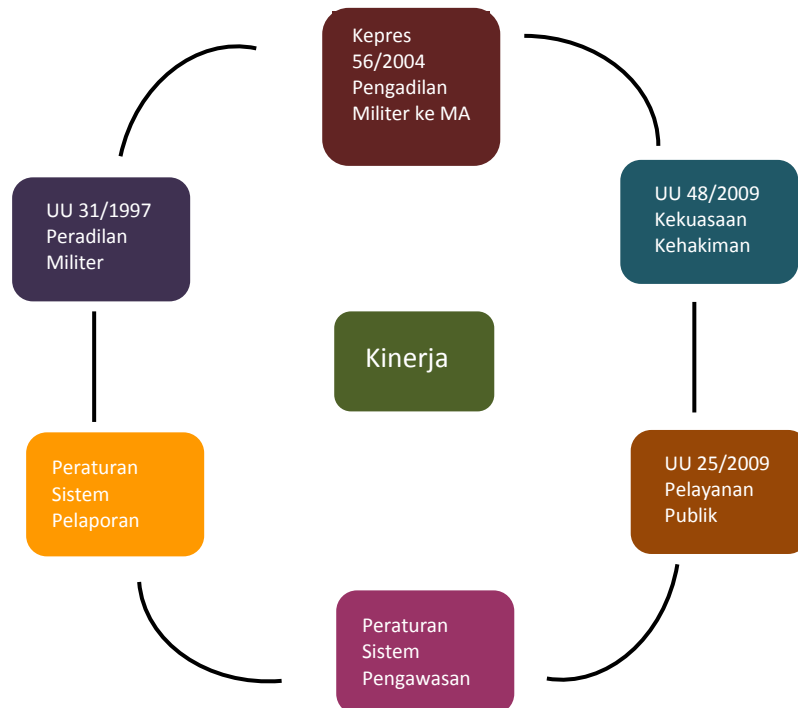 Kepres
56/2004
Pengadilan
Militer ke MA
UU 31/1997
Peradilan
Militer
UU 48/2009
Kekuasaan
Kehakiman
Kinerja
Peraturan
Sistem
Pelaporan
UU 25/2009
Pelayanan
Publik
Peraturan
Sistem
Pengawasan